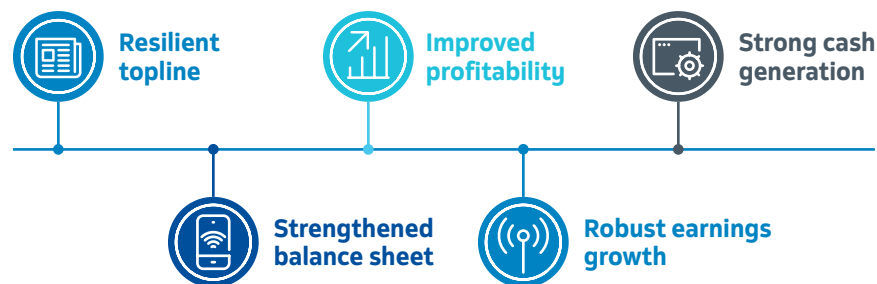 Resilient
topline
Improved
profitability
Strong cash
generation
Strengthened
balance sheet
Robust earnings
growth